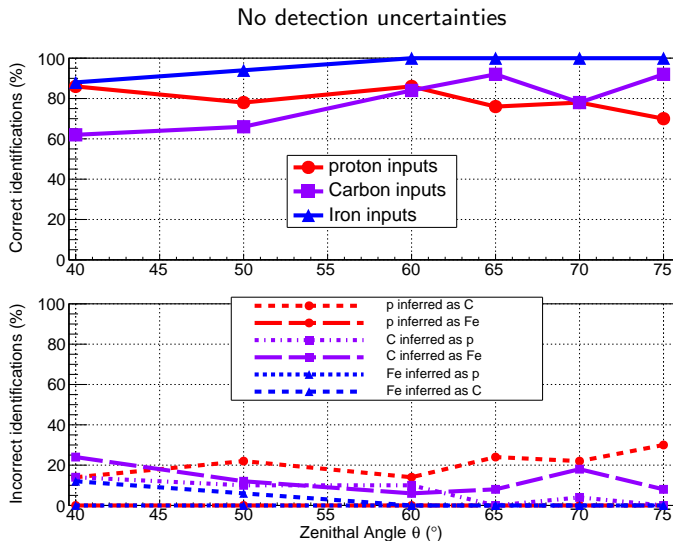 No detection uncertainties
Correct identifications (%)
100
80
60
40
20
0
proton inputs
Carbon inputs
Iron inputs
40 45 50 55 60 65 70 75
Incorrect identifications (%)
100
80
60
40
20
0
p inferred as C
p inferred as Fe
C inferred as p
C inferred as Fe
Fe inferred as p
Fe inferred as C
40 45 50 55 60 65 70 75
Zenithal Angle θ (°)